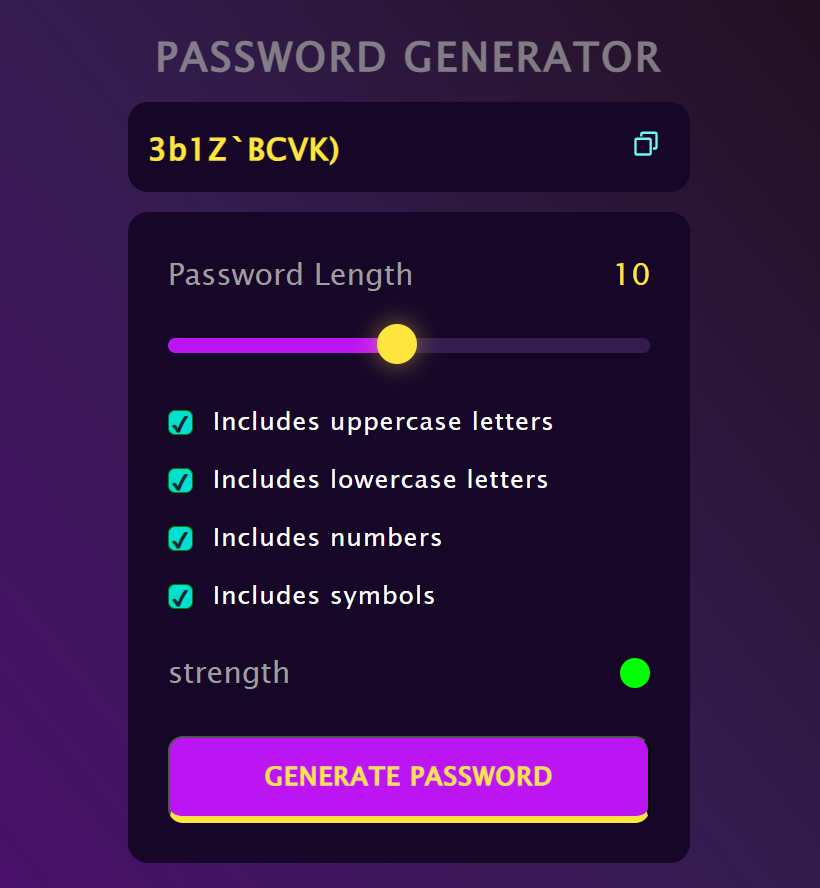 PASSWORD GENERATOR
3b1Z`BCVK)
Password Length 10
Includes uppercase letters
Includes lowercase letters
Includes numbers
Includes symbols
strength
GENERATE PASSWORD